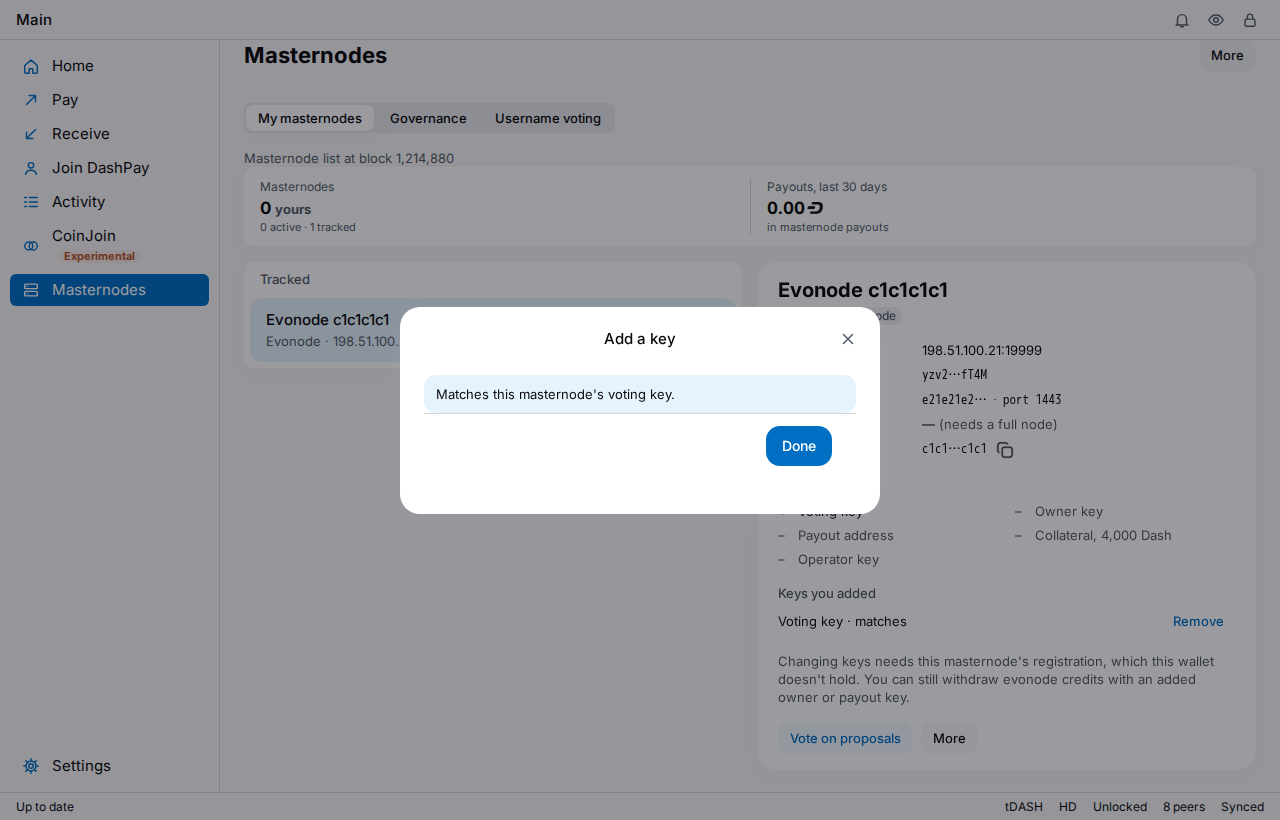 Main
Home
Pay
Receive
Join DashPay
Activity
CoinJoin
Experimental
Masternodes
Settings
Masternodes
More
My masternodes
Governance
Username voting
Masternode list at block 1,214,880
Masternodes
0 yours
0 active · 1 tracked
Payouts, last 30 days
0.00
in masternode payouts
Tracked
Evonode c1c1c1c1
Evonode · 198.51.100.
Evonode c1c1c1c1
198.51.100.21:19999
yzv2…fT4M
e21e21e2… · port 1443
— (needs a full node)
c1c1…c1c1
Add a key
Matches this masternode's voting key.
Done
Voting key
– Owner key
– Payout address
– Collateral, 4,000 Dash
– Operator key
Keys you added
Voting key · matches
Remove
Changing keys needs this masternode's registration, which this wallet
doesn't hold. You can still withdraw evonode credits with an added
owner or payout key.
Vote on proposals
More
Up to date
tDASH
HD
Unlocked
8 peers
Synced